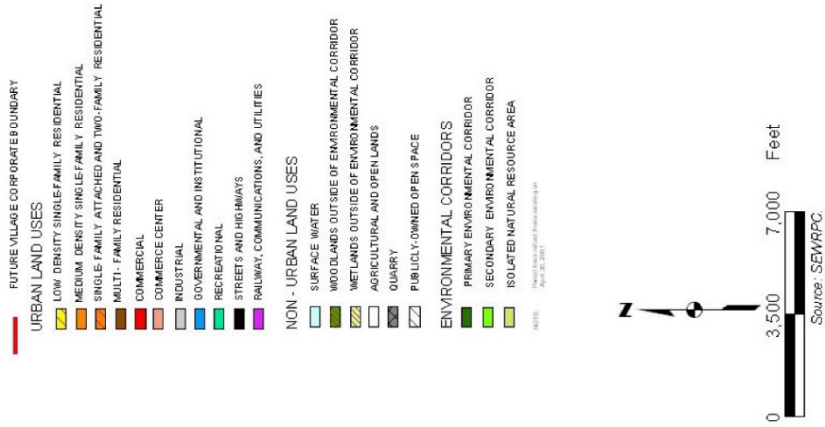 FUTURE VILLAGE CORPORATE BOUNDARY
URBAN LAND USES
LOW DENSITY SINGLE-FAMILY RESIDENTIAL
MEDIUM DENSITY SINGLE-FAMILY RESIDENTIAL
SINGLE-FAMILY ATTACHED AND TWO-FAMILY RESIDENTIAL
MULTI- FAMILY RESIDENTIAL
COMMERCIAL
COMMERCE CENTER
INDUSTRIAL
GOVERNMENTAL AND INSTITUTIONAL
RECREATIONAL
STREETS AND HIGHWAYS
RAILWAY, COMMUNICATIONS, AND UTILITIES
NON - URBAN LAND USES
SURFACE WATER
WOODLANDS OUTSIDE OF ENVIRONMENTAL CORRIDOR
WETLANDS OUTSIDE OF ENVIRONMENTAL CORRIDOR
AGRICULTURAL AND OPEN LANDS
QUARRY
PUBLICLY-OWNED OPEN SPACE
ENVIRONMENTAL CORRIDORS
PRIMARY ENVIRONMENTAL CORRIDOR
SECONDARY ENVIRONMENTAL CORRIDOR
ISOLATED NATURAL RESOURCE AREA
NOTE:
N
0 3,500 7,000 Feet
Source: SEWRPC.